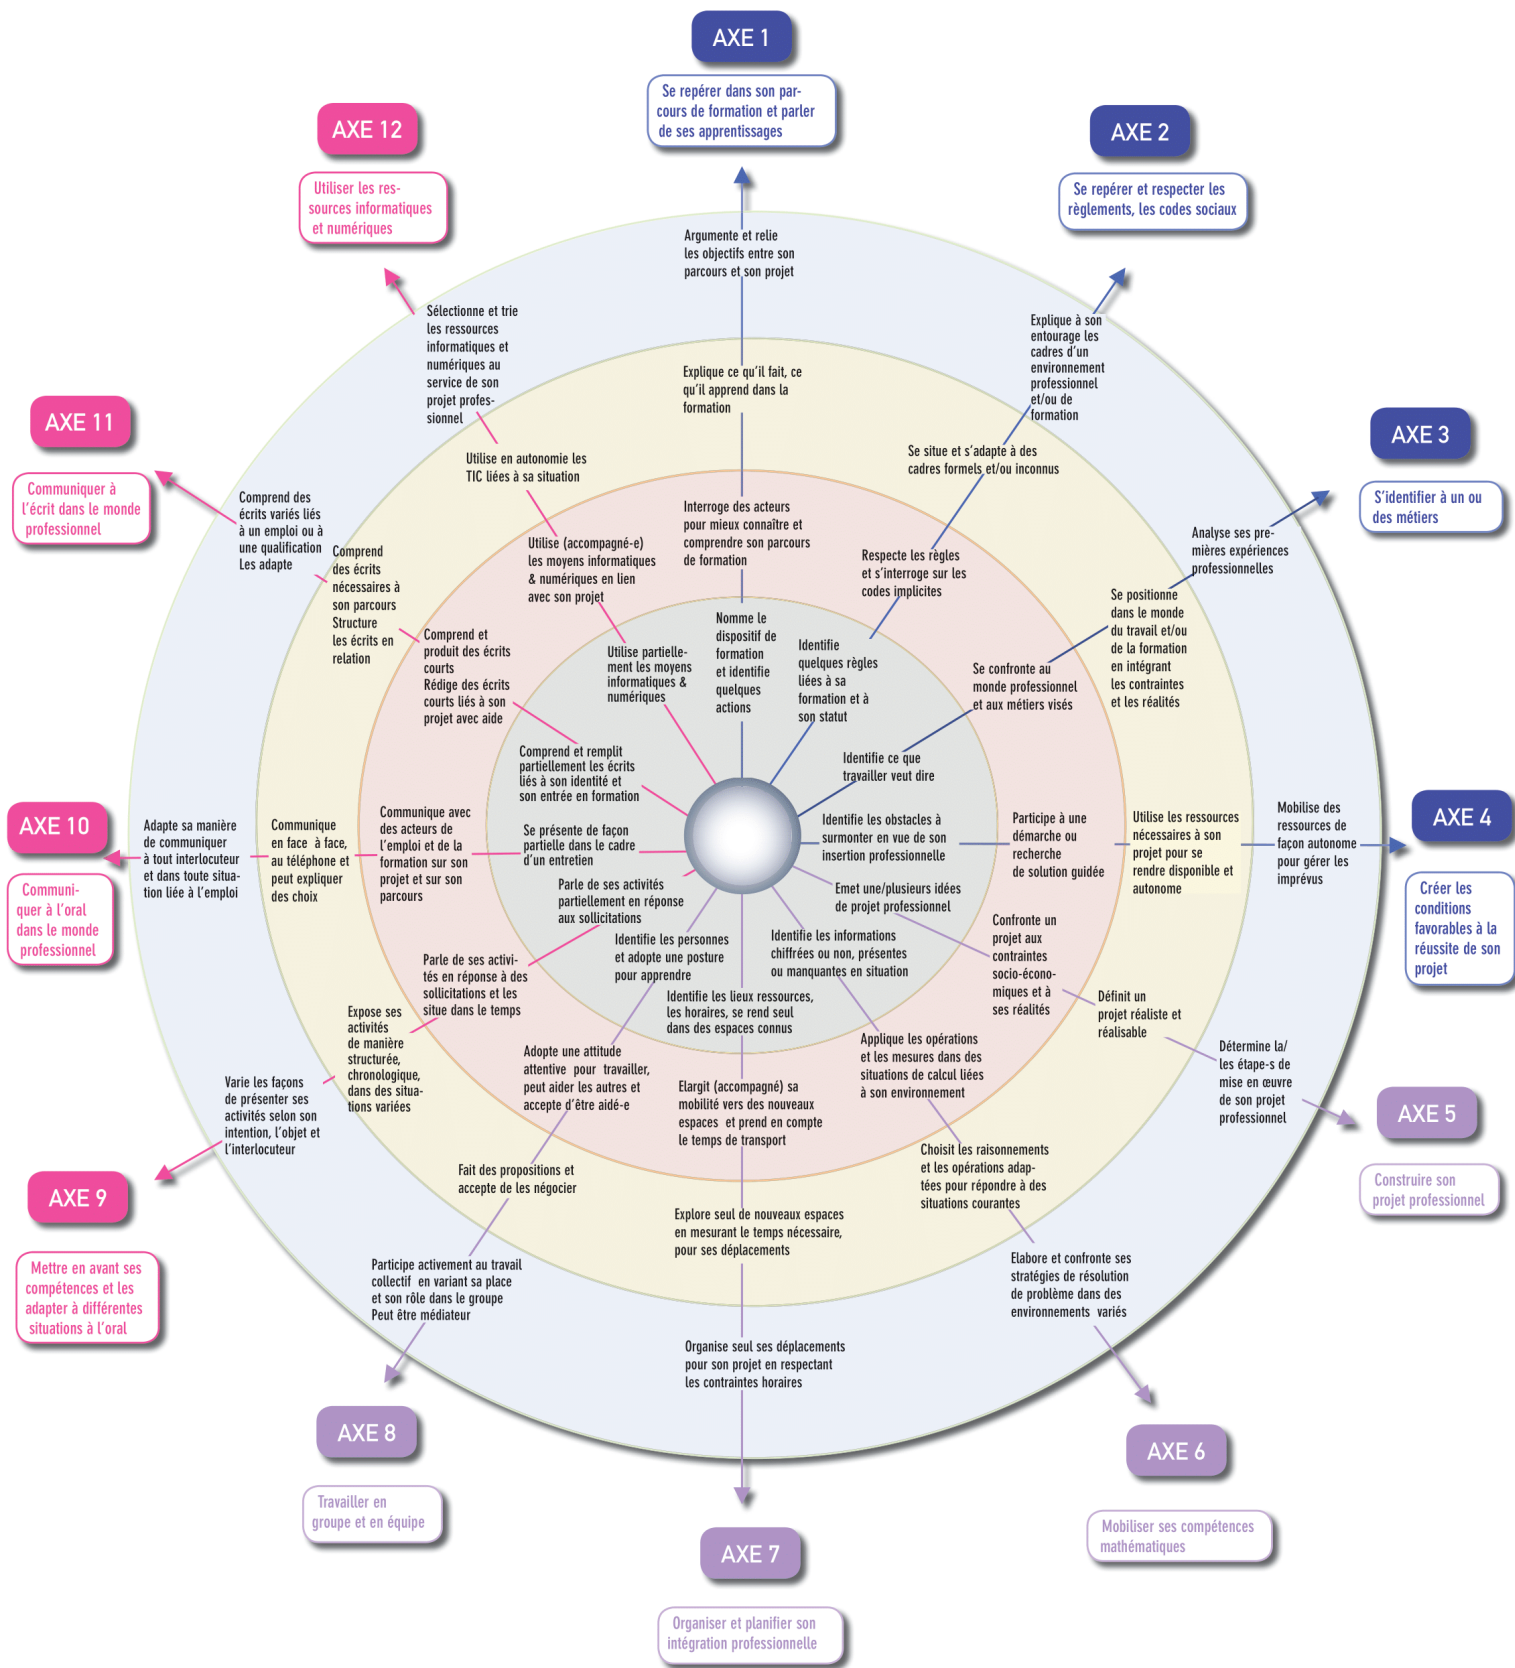 AXE 1
Se repérer dans son par-
cours de formation et parler
de ses apprentissages
Argumente et relie
les objectifs entre son
parcours et son projet
Explique ce qu'il fait, ce
qu'il apprend dans la
formation
Interroge des acteurs
pour mieux connaître et
comprendre son parcours
de formation
Nomme le
dispositif de
formation
et identifie
quelques
actions
AXE 2
Se repérer et respecter les
règlements, les codes sociaux
Explique à son
entourage les
cadres d'un
environnement
professionnel
et/ou de
formation
Se situe et s'adapte à des
cadres formels et/ou inconnus
Respecte les règles
et s'interroge sur les
codes implicites
Identifie
quelques règles
liées à sa
formation et à
son statut
AXE 3
S'identifier à un ou
des métiers
Analyse ses pre-
mières expériences
professionnelles
Se positionne
dans le monde
du travail et/ou
de la formation
en intégrant
les contraintes
et les réalités
Se confronte au
monde professionnel
et aux métiers visés
Identifie ce que
travailler veut dire
AXE 4
Créer les
conditions
favorables à la
réussite de son
projet
Mobilise des
ressources de
façon autonome
pour gérer les
imprévus
Utilise les ressources
nécessaires à son
projet pour se
rendre disponible et
autonome
Participe à une
démarche ou
recherche
de solution guidée
Identifie les obstacles à
surmonter en vue de son
insertion professionnelle
AXE 5
Construire son
projet professionnel
Détermine la/
les étape-s de
mise en œuvre
de son projet
professionnel
Définit un
projet réaliste et
réalisable
Confronte un
projet aux
contraintes
socio-écono-
miques et à
ses réalités
Emet une/plusieurs idées
de projet professionnel
AXE 6
Mobiliser ses compétences
mathématiques
Elabore et confronte ses
stratégies de résolution
de problème dans des
environnements variés
Choisit les raisonnements
et les opérations adap-
tées pour répondre à des
situations courantes
Applique les opérations
et les mesures dans des
situations de calcul liées
à son environnement
Identifie les informations
chiffrées ou non, présentes
ou manquantes en situation
AXE 7
Organiser et planifier son
intégration professionnelle
Organise seul ses déplacements
pour son projet en respectant
les contraintes horaires
Explore seul de nouveaux espaces
en mesurant le temps nécessaire,
pour ses déplacements
Elargit (accompagné) sa
mobilité vers des nouveaux
espaces et prend en compte
le temps de transport
Identifie les lieux ressources,
les horaires, se rend seul
dans des espaces connus
AXE 8
Travailler en
groupe et en équipe
Participe activement au travail
collectif en variant sa place
et son rôle dans le groupe
Peut être médiateur
Fait des propositions et
accepte de les négocier
Adopte une attitude
attentive pour travailler,
peut aider les autres et
accepte d'être aidé-e
Identifie les personnes
et adopte une posture
pour apprendre
AXE 9
Mettre en avant ses
compétences et les
adapter à différentes
situations à l'oral
Varie les façons
de présenter ses
activités selon son
intention, l'objet et
l'interlocuteur
Expose ses
activités
de manière
structurée,
chronologique,
dans des situa-
tions variées
Parle de ses activi-
tés en réponse à des
sollicitations et les
situe dans le temps
Parle de ses activités
partiellement en réponse
aux sollicitations
AXE 10
Communi-
quer à l'oral
dans le monde
professionnel
Adapte sa manière
de communiquer
à tout interlocuteur
et dans toute situa-
tion liée à l'emploi
Communique
en face à face,
au téléphone et
peut expliquer
des choix
Communique avec
des acteurs de
l'emploi et de la
formation sur son
projet et sur son
parcours
Se présente de façon
partielle dans le cadre
d'un entretien
AXE 11
Communiquer à
l'écrit dans le monde
professionnel
Comprend des
écrits variés liés
à un emploi ou à
une qualification
Les adapte
Comprend
des écrits
nécessaires à
son parcours
Structure
les écrits en
relation
Comprend et
produit des écrits
courts
Rédige des écrits
courts liés à son
projet avec aide
Comprend et remplit
partiellement les écrits
liés à son identité et
son entrée en formation
AXE 12
Utiliser les res-
sources informatiques
et numériques
Sélectionne et trie
les ressources
informatiques et
numériques au
service de son
projet profes-
sionnel
Utilise en autonomie les
TIC liées à sa situation
Utilise (accompagné-e)
les moyens informatiques
& numériques en lien
avec son projet
Utilise partielle-
ment les moyens
informatiques &
numériques